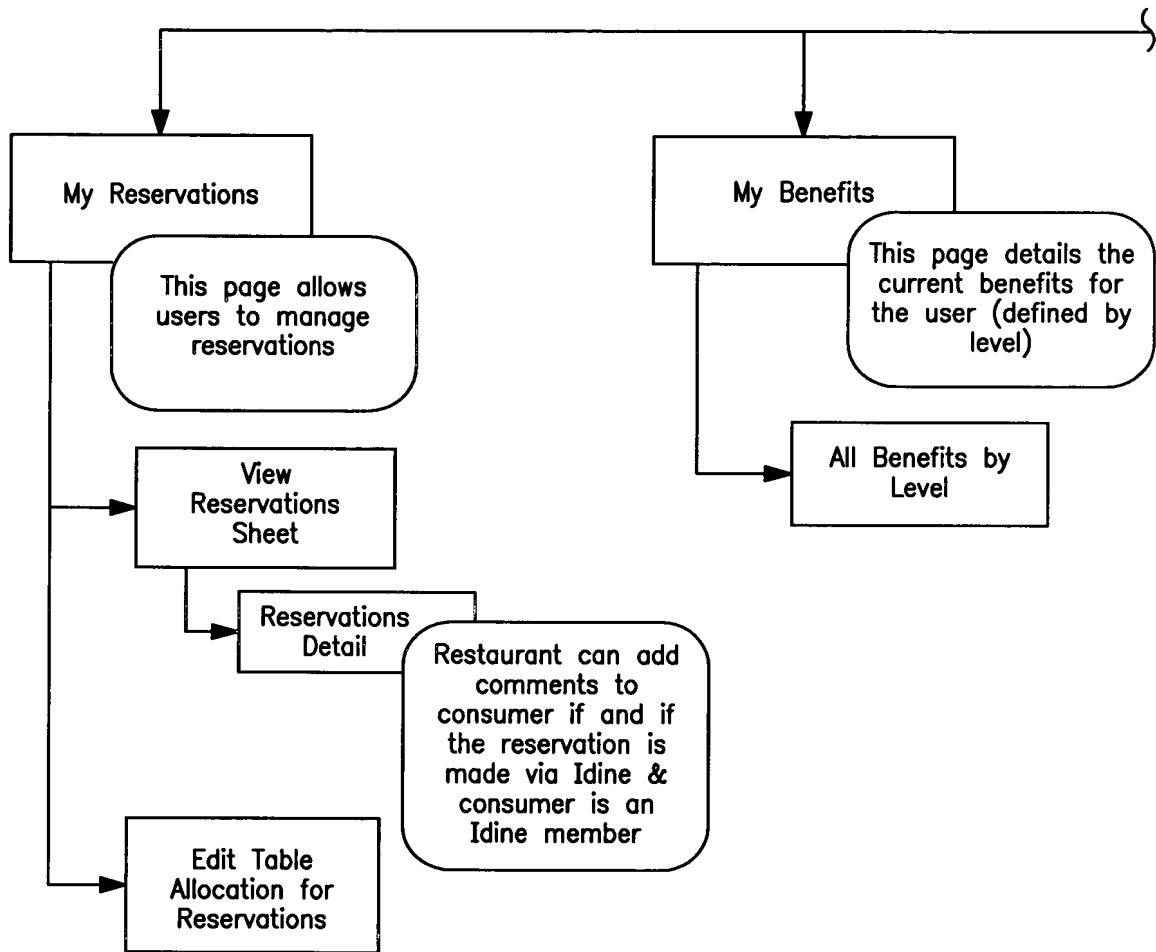 My Reservations
This page allows
users to manage
reservations
View
Reservations
Sheet
Reservations
Detail
Restaurant can add
comments to
consumer if and if
the reservation is
made via Idine &
consumer is an
Idine member
Edit Table
Allocation for
Reservations
My Benefits
This page details the
current benefits for
the user (defined by
level)
All Benefits by
Level